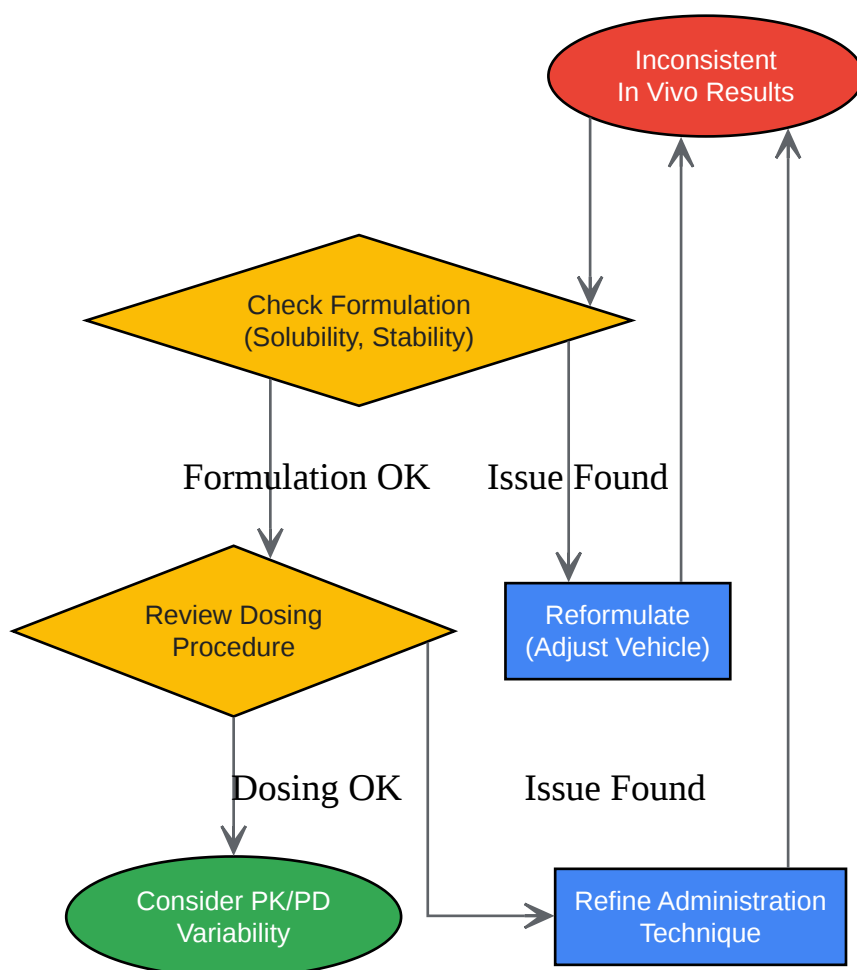 Inconsistent
In Vivo Results
Check Formulation
(Solubility, Stability)
Formulation OK
Issue Found
Review Dosing
Procedure
Reformulate
(Adjust Vehicle)
Dosing OK
Issue Found
Consider PK/PD
Variability
Refine Administration
Technique